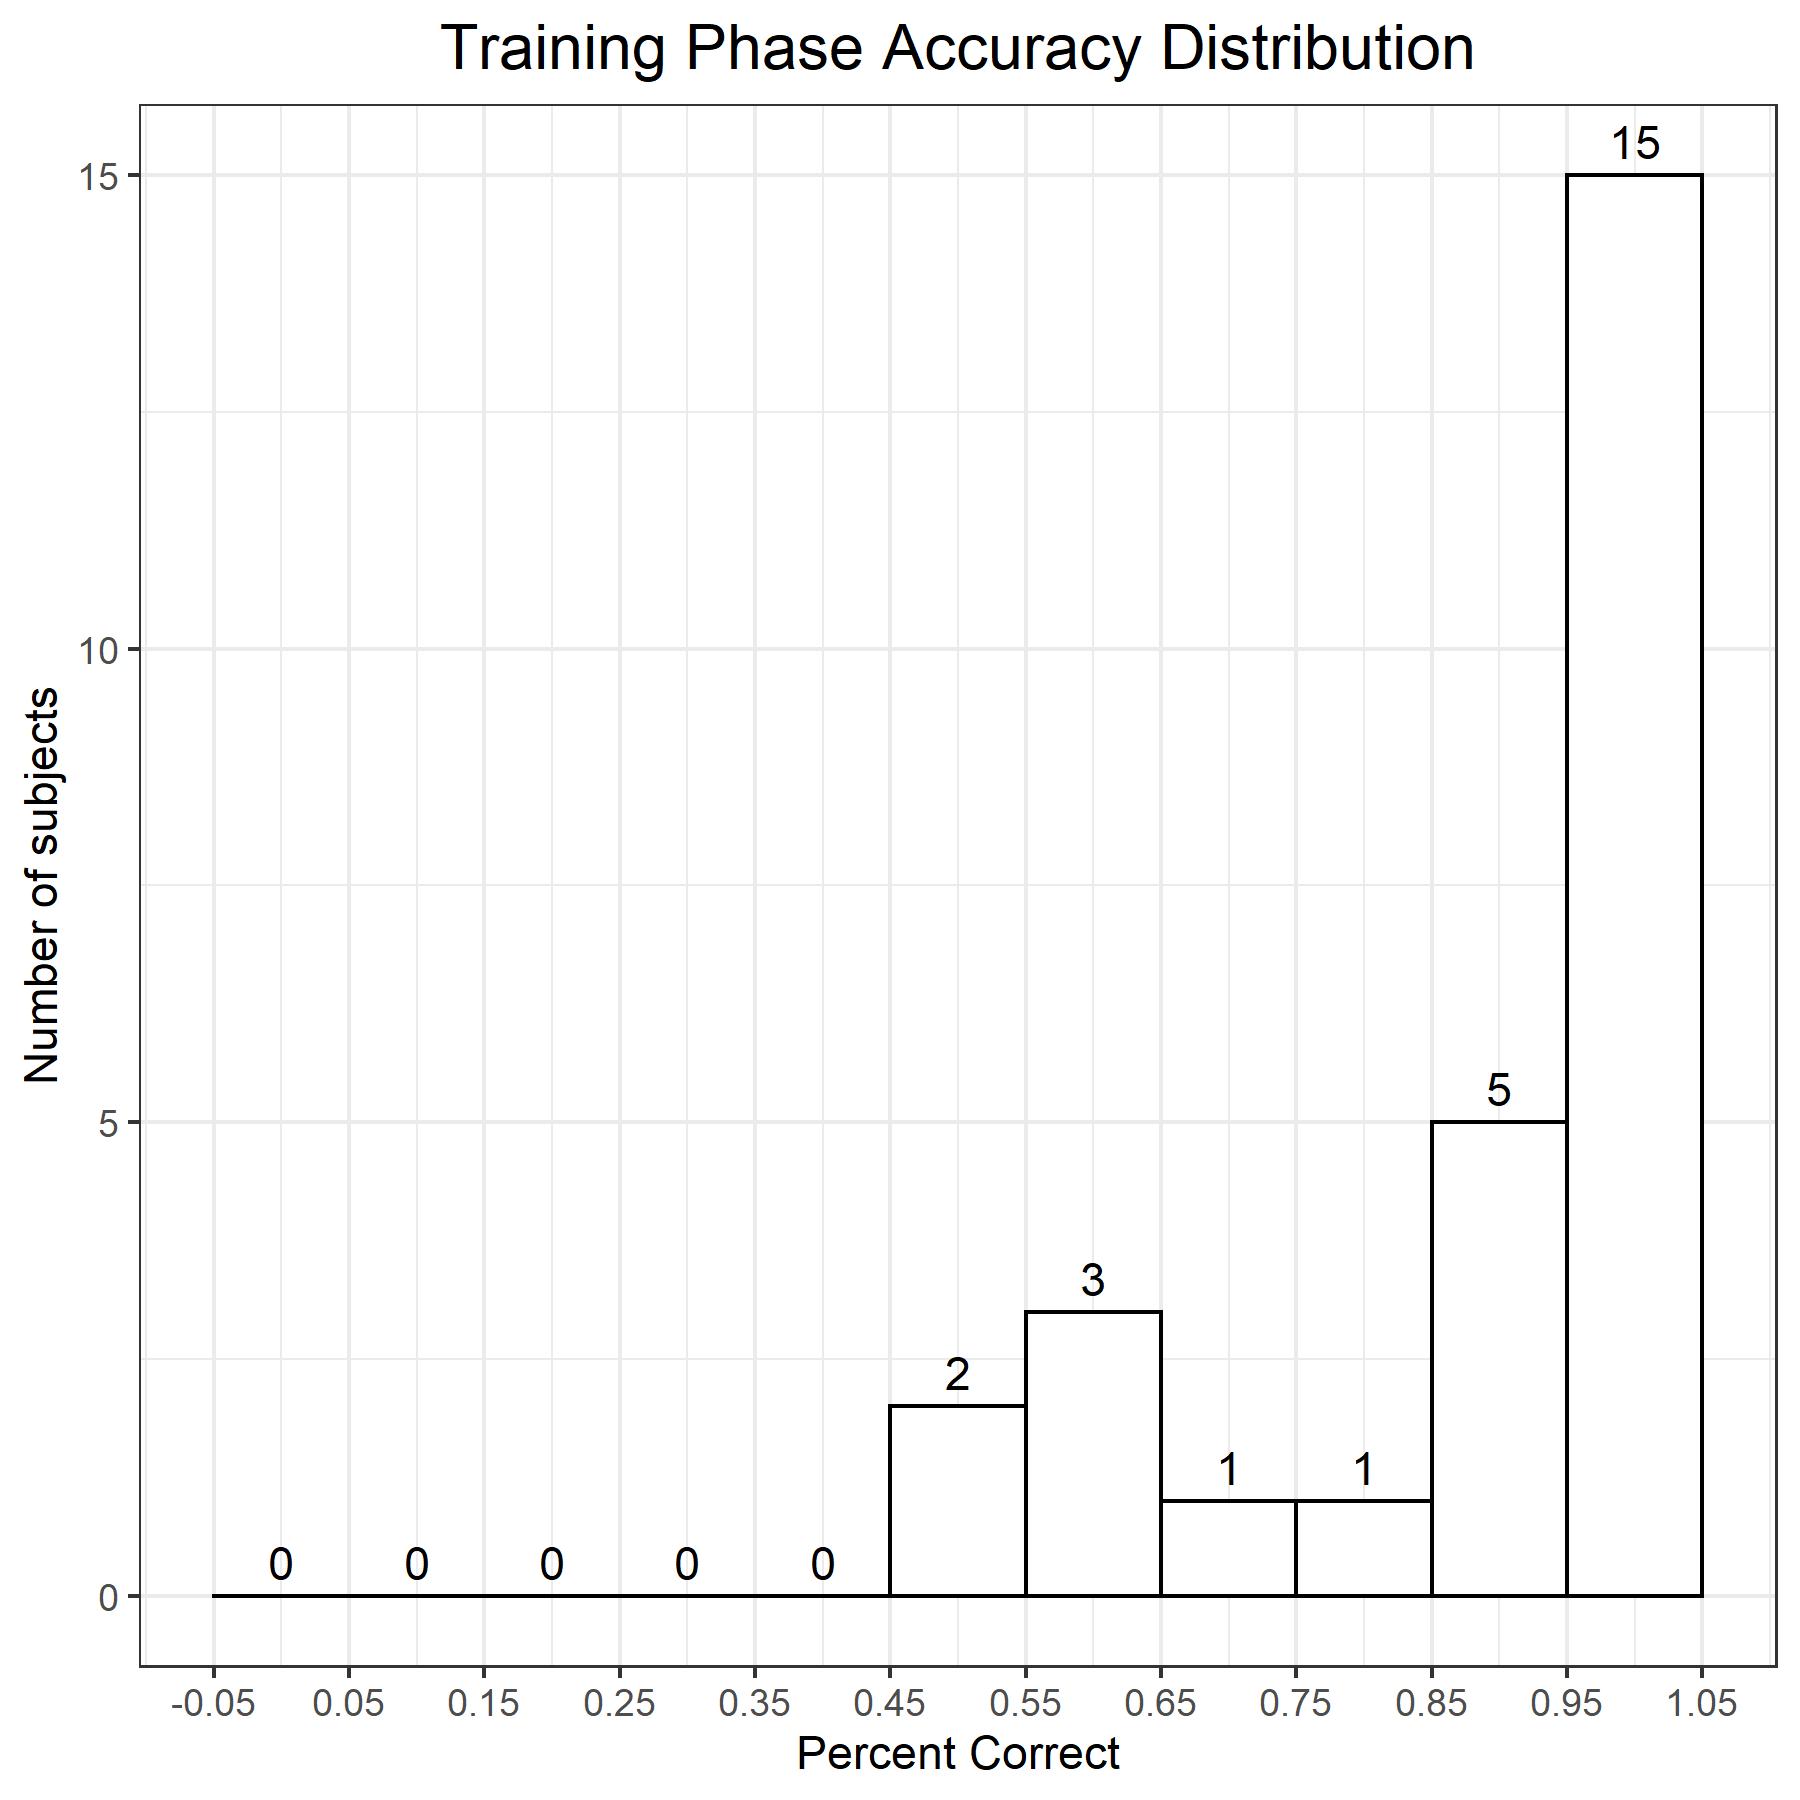 Training Phase Accuracy Distribution
15
15
10
Number of subjects
5
5
3
2
1 1
0 0 0 0 0
0
-0.05 0.05 0.15 0.25 0.35 0.45 0.55 0.65 0.75 0.85 0.95 1.05
Percent Correct